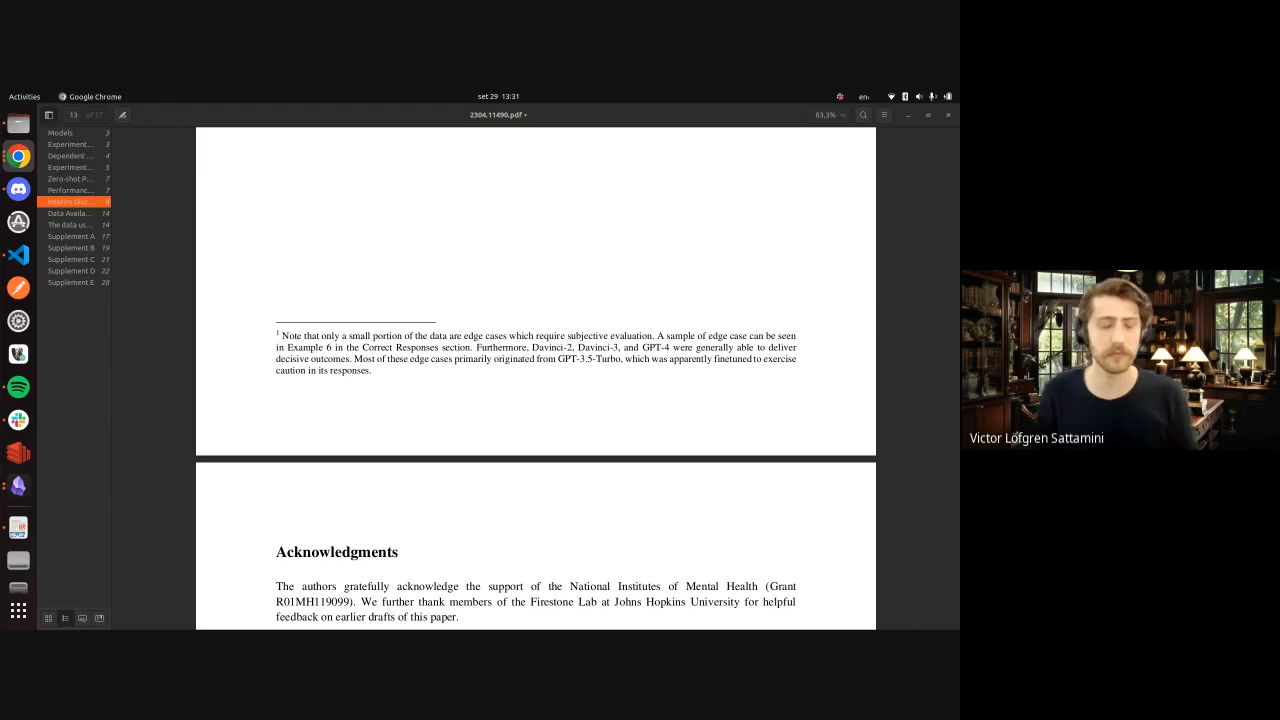 Activities
Google Chrome
set 29 13:31
en
13 of 27
2304.11490.pdf •
83,3%
Models 3
Experiment... 3
Dependent ... 4
Experiment... 5
Zero-shot P... 7
Performanc... 7
Interim Disc... 9
Data Availa... 14
The data us... 14
Supplement A 17
Supplement B 19
Supplement C 21
Supplement D 22
Supplement E 26
1 Note that only a small portion of the data are edge cases which require subjective evaluation. A sample of edge case can be seen
in Example 6 in the Correct Responses section. Furthermore, Davinci-2, Davinci-3, and GPT-4 were generally able to deliver
decisive outcomes. Most of these edge cases primarily originated from GPT-3.5-Turbo, which was apparently finetuned to exercise
caution in its responses.
Acknowledgments
The authors gratefully acknowledge the support of the National Institutes of Mental Health (Grant
R01MH119099). We further thank members of the Firestone Lab at Johns Hopkins University for helpful
feedback on earlier drafts of this paper.
Victor Löfgren Sattamini